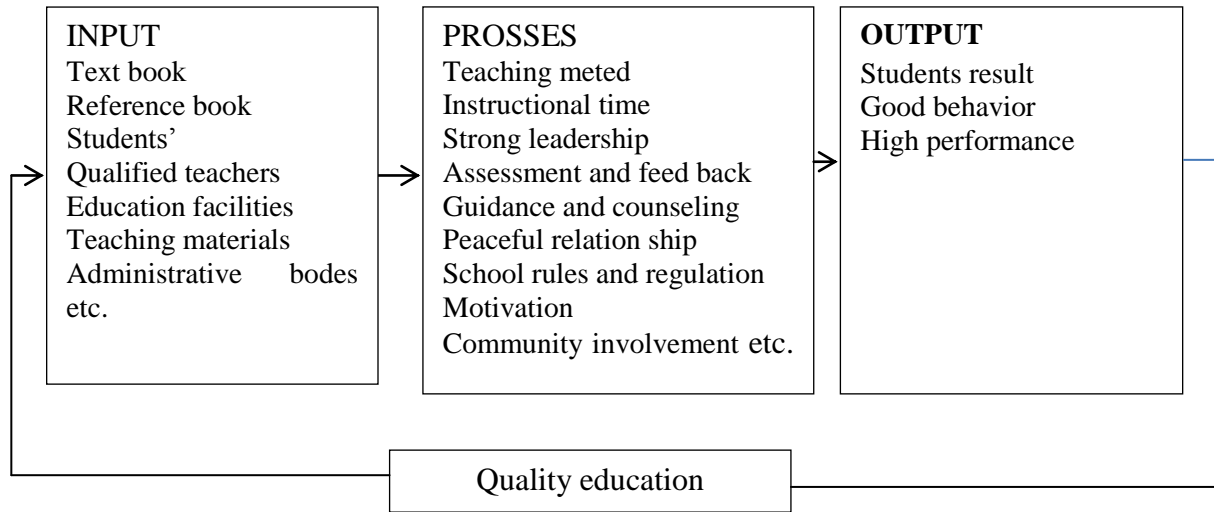 INPUT
Text book
Reference book
Students’
Qualified teachers
Education facilities
Teaching materials
Administrative bodes
etc.
PROSSES
Teaching meted
Instructional time
Strong leadership
Assessment and feed back
Guidance and counseling
Peaceful relation ship
School rules and regulation
Motivation
Community involvement etc.
OUTPUT
Students result
Good behavior
High performance
Quality education